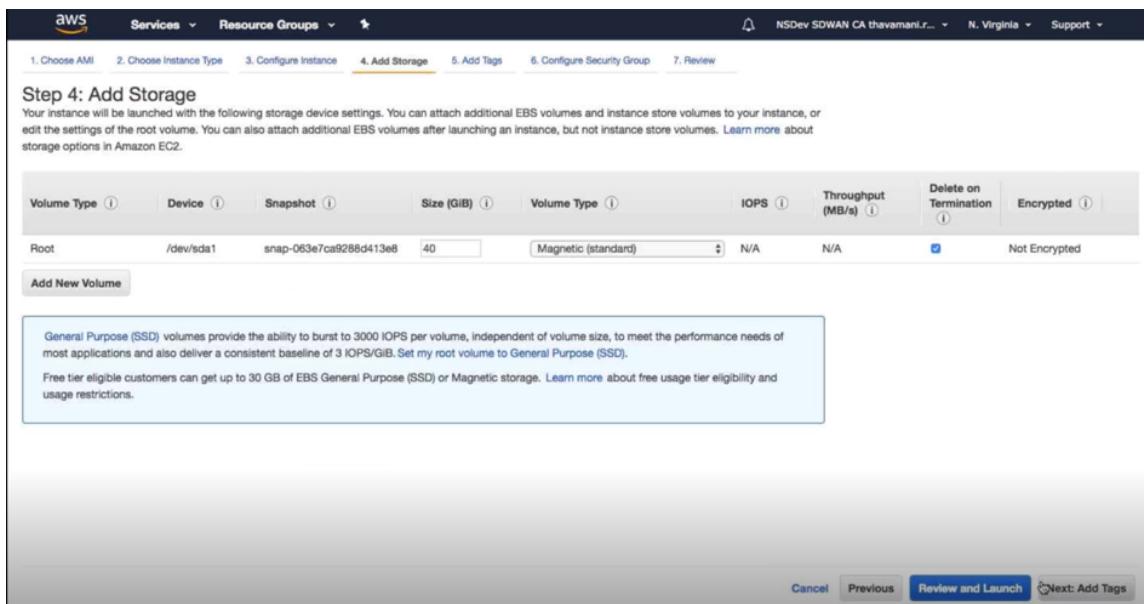 aws Services Resource Groups NSDev SDWAN CA thavamani.r... N. Virginia Support
1. Choose AMI 2. Choose Instance Type 3. Configure Instance 4. Add Storage 5. Add Tags 6. Configure Security Group 7. Review
Step 4: Add Storage
Your instance will be launched with the following storage device settings. You can attach additional EBS volumes and instance store volumes to your instance, or
edit the settings of the root volume. You can also attach additional EBS volumes after launching an instance, but not instance store volumes. Learn more about
storage options in Amazon EC2.
Volume Type Device Snapshot Size (GiB) Volume Type IOPS Throughput (MB/s) Delete on Termination Encrypted
Root /dev/sda1 snap-063e7ca9288d413e8 40 Magnetic (standard) N/A N/A Not Encrypted
Add New Volume
General Purpose (SSD) volumes provide the ability to burst to 3000 IOPS per volume, independent of volume size, to meet the performance needs of
most applications and also deliver a consistent baseline of 3 IOPS/GiB. Set my root volume to General Purpose (SSD).
Free tier eligible customers can get up to 30 GB of EBS General Purpose (SSD) or Magnetic storage. Learn more about free usage tier eligibility and
usage restrictions.
Cancel Previous Review and Launch Next: Add Tags